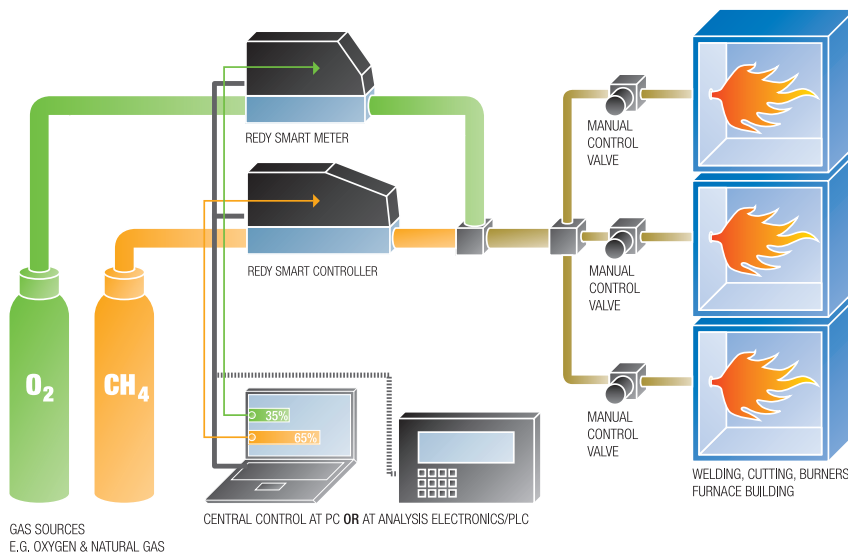 REDY SMART METER
REDY SMART CONTROLLER
MANUAL
CONTROL
VALVE
MANUAL
CONTROL
VALVE
MANUAL
CONTROL
VALVE
O2
CH4
35%
65%
WELDING, CUTTING, BURNERS
FURNACE BUILDING
CENTRAL CONTROL AT PC OR AT ANALYSIS ELECTRONICS/PLC
GAS SOURCES
E.G. OXYGEN & NATURAL GAS